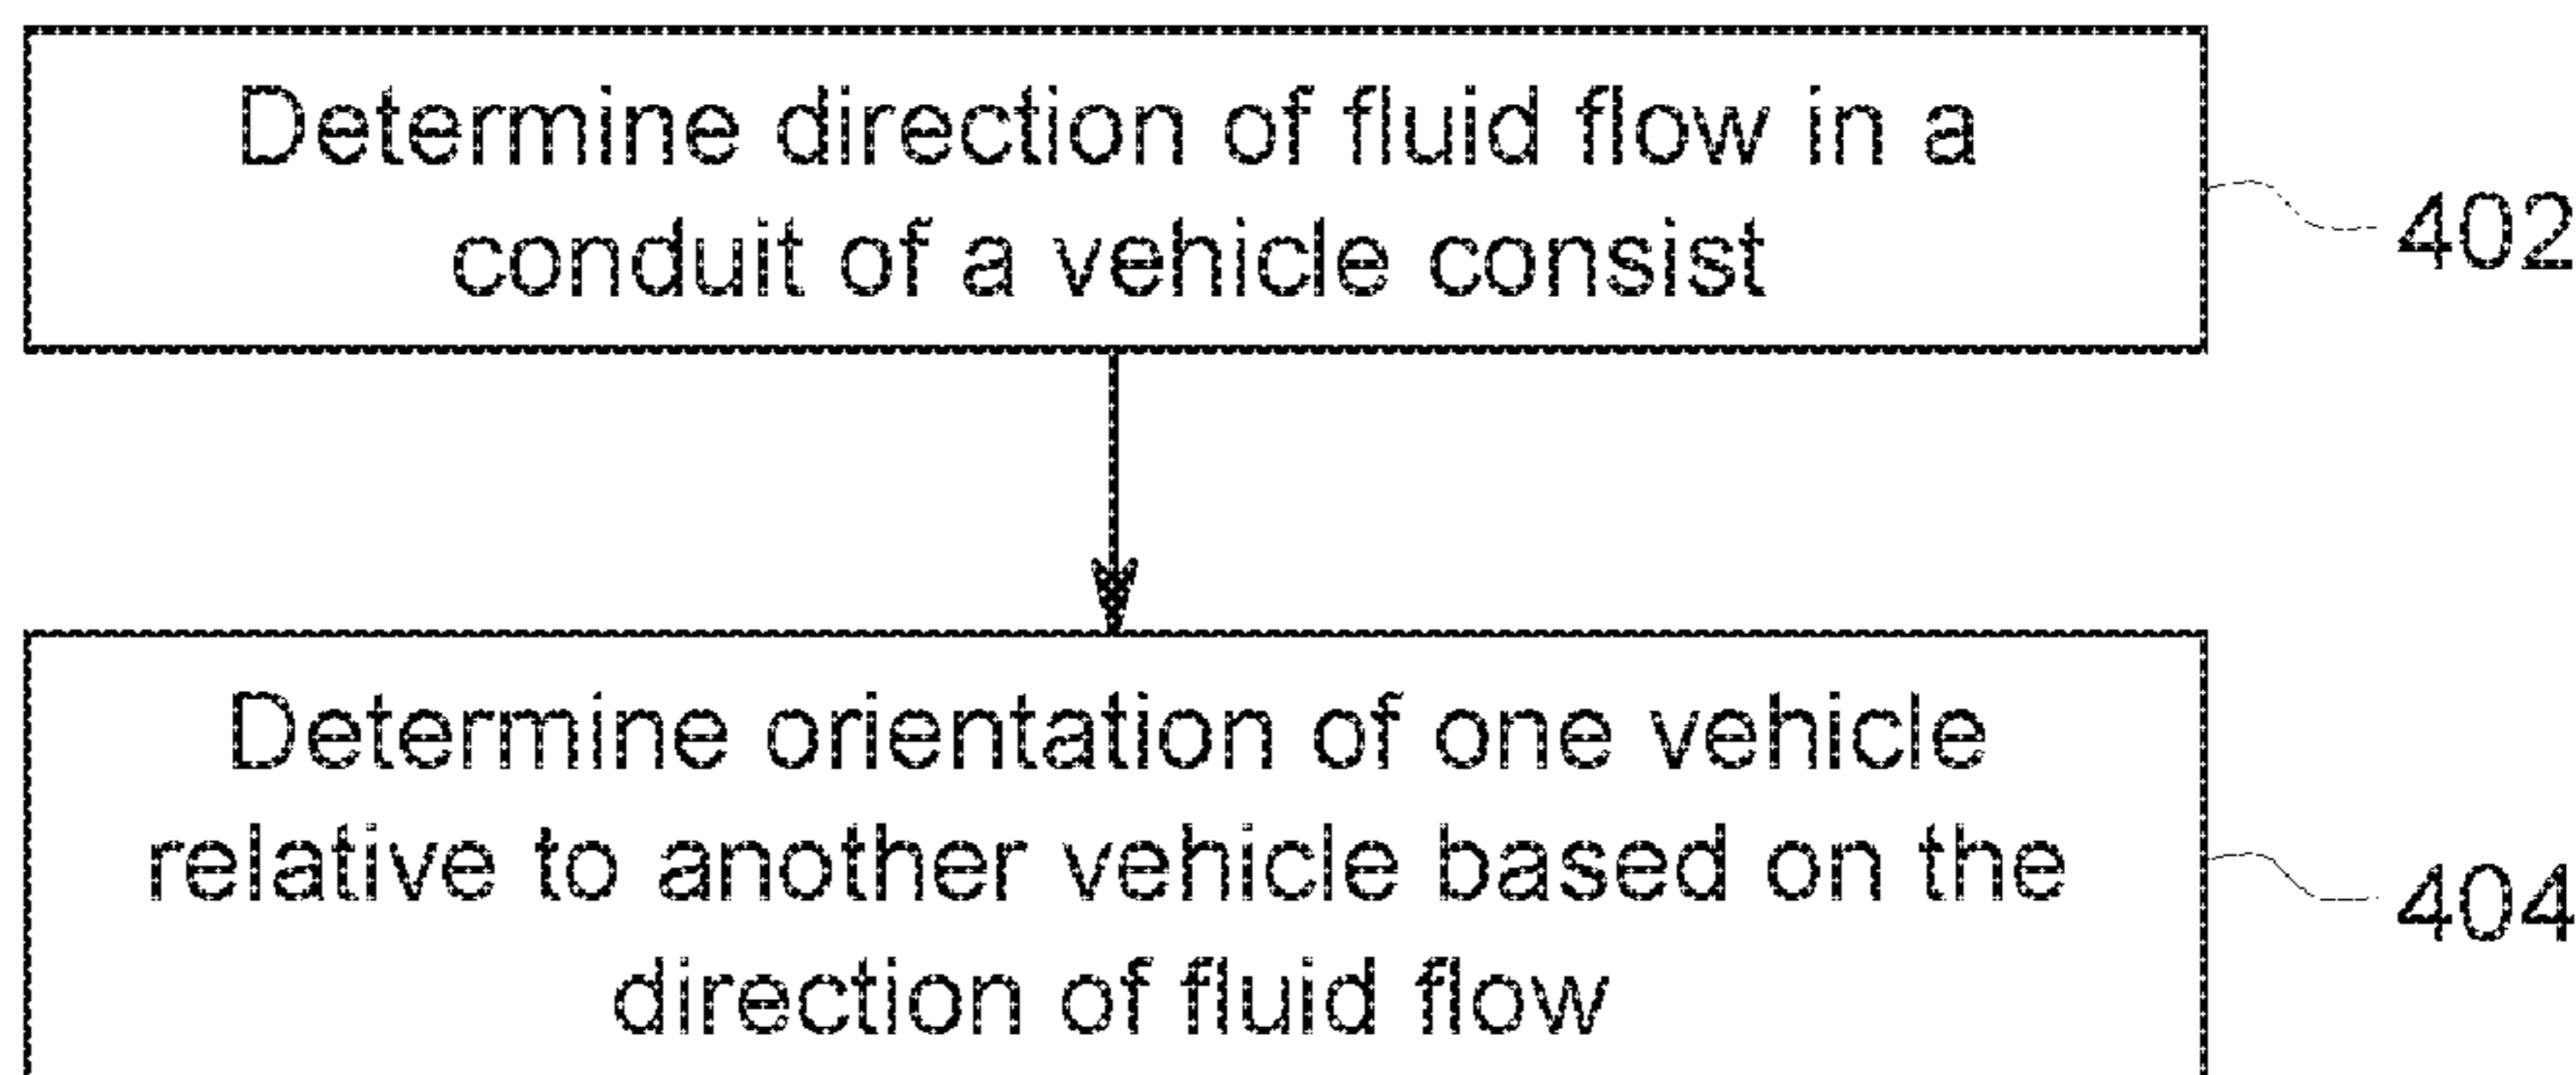 Determine direction of fluid flow in a
conduit of a vehicle consist
402
Determine orientation of one vehicle
relative to another vehicle based on the
direction of fluid flow
404